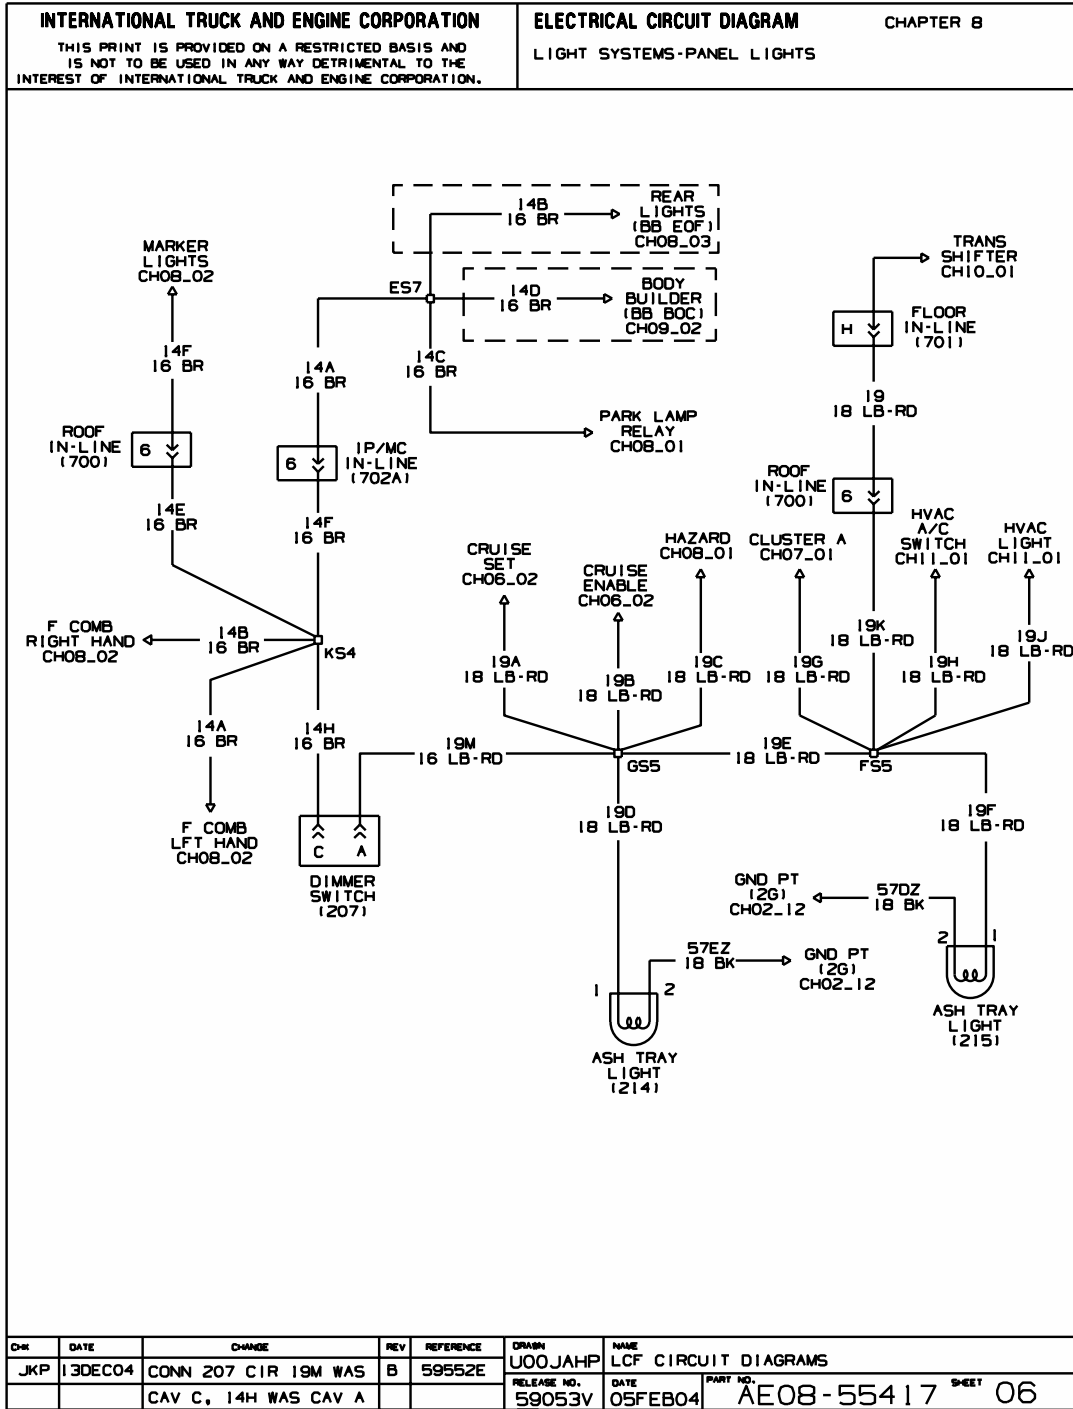 INTERNATIONAL TRUCK AND ENGINE CORPORATION
THIS PRINT IS PROVIDED ON A RESTRICTED BASIS AND
IS NOT TO BE USED IN ANY WAY DETRIMENTAL TO THE
INTEREST OF INTERNATIONAL TRUCK AND ENGINE CORPORATION.
ELECTRICAL CIRCUIT DIAGRAM
CHAPTER 8
LIGHT SYSTEMS-PANEL LIGHTS
14B
16 BR
REAR
LIGHTS
(BB EOF)
CH08_03
MARKER
LIGHTS
CH08_02
ES7
14D
16 BR
BODY
BUILDER
(BB BOC)
CH09_02
TRANS
SHIFTER
CH10_01
H
FLOOR
IN-LINE
(701)
14F
16 BR
14A
16 BR
14C
16 BR
19
18 LB-RD
PARK LAMP
RELAY
CH08_01
ROOF
IN-LINE
(700)
6
6
IP/MC
IN-LINE
(702A)
ROOF
IN-LINE
(700)
6
14E
16 BR
14F
16 BR
CRUISE
SET
CH06_02
CRUISE
ENABLE
CH06_02
HAZARD
CH08_01
CLUSTER A
CH07_01
HVAC
A/C
SWITCH
CH11_01
HVAC
LIGHT
CH11_01
F COMB
RIGHT HAND
CH08_02
14B
16 BR
KS4
19A
18 LB-RD
19B
18 LB-RD
19C
18 LB-RD
19G
18 LB-RD
19K
18 LB-RD
19H
18 LB-RD
19J
18 LB-RD
14A
16 BR
14H
16 BR
19M
16 LB-RD
GS5
19E
18 LB-RD
FS5
F COMB
LFT HAND
CH08_02
C
A
DIMMER
SWITCH
(207)
19D
18 LB-RD
19F
18 LB-RD
GND PT
(2G)
CH02_12
57DZ
18 BK
2
1
57EZ
18 BK
GND PT
(2G)
CH02_12
1
2
ASH TRAY
LIGHT
(215)
ASH TRAY
LIGHT
(214)
CHK
DATE
CHANGE
REV
REFERENCE
DRAWN
NAME
JKP
13DEC04
CONN 207 CIR 19M WAS
B
59552E
U00JAHP
LCF CIRCUIT DIAGRAMS
CAV C, 14H WAS CAV A
RELEASE NO.
59053V
DATE
05FEB04
PART NO.
AE08-55417
SHEET
06